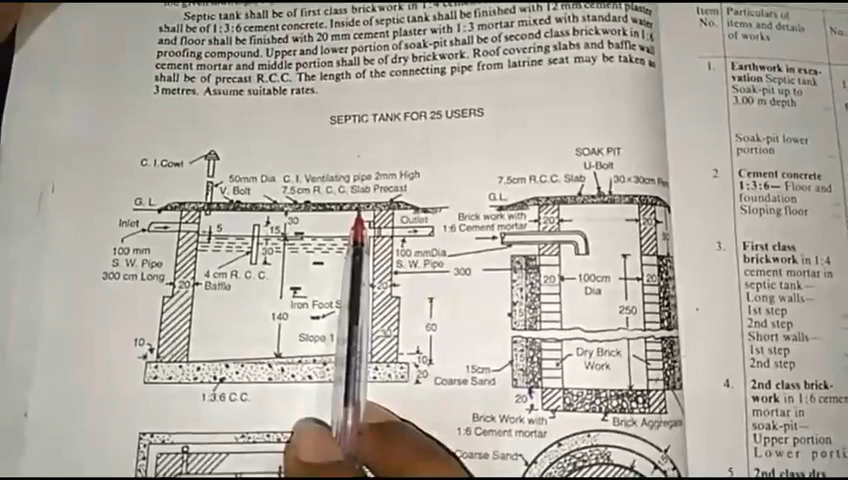 Septic tank shall be of first class brickwork in 1:4
shall be of 1:3:6 cement concrete. Inside of septic tank shall be finished with 12 mm cement plaster
and floor shall be finished with 20 mm cement plaster with 1:3 mortar mixed with standard water
proofing compound. Upper and lower portion of soak-pit shall be of second class brickwork in 1:6
cement mortar and middle portion shall be of dry brickwork. Roof covering slabs and baffle wall
shall be of precast R.C.C. The length of the connecting pipe from latrine seat may be taken as
3 metres. Assume suitable rates.
SEPTIC TANK FOR 25 USERS
C.I. Cowl
50mm Dia C.I. Ventilating pipe 2mm High
V. Bolt
7.5cm R.C.C. Slab Precast
G.L.
Inlet
5
15
30
30
Outlet
100 mm
S.W. Pipe
300 cm Long
20
4 cm R.C.C.
Baffle
100 mm Dia
S.W. Pipe
300
20
Iron Foot
140
Slope 1
60
10
10
20
1:3:6 C.C.
SOAK PIT
U-Bolt
7.5cm R.C.C. Slab
30×30cm
G.L.
Brick work with
1:6 Cement mortar
20
20
20
100cm
Dia
20
15
250
15cm
Coarse Sand
Dry Brick
Work
20
Brick Work with
1:6 Cement mortar
Brick Aggregate
Coarse Sand
Item
No.
Particulars of
items and details
of works
No.
1.
Earthwork in exca-
vation Septic tank
Soak-pit up to
3.00 m depth
Soak-pit lower
portion
2
Cement concrete
1:3:6— Floor and
foundation
Sloping floor
3.
First class
brickwork in 1:4
cement mortar in
septic tank—
Long walls—
1st step
2nd step
Short walls—
1st step
2nd step
4.
2nd class brick-
work in 1:6 cement
mortar in
soak-pit—
Upper portion
Lower portion
5
2nd class dry